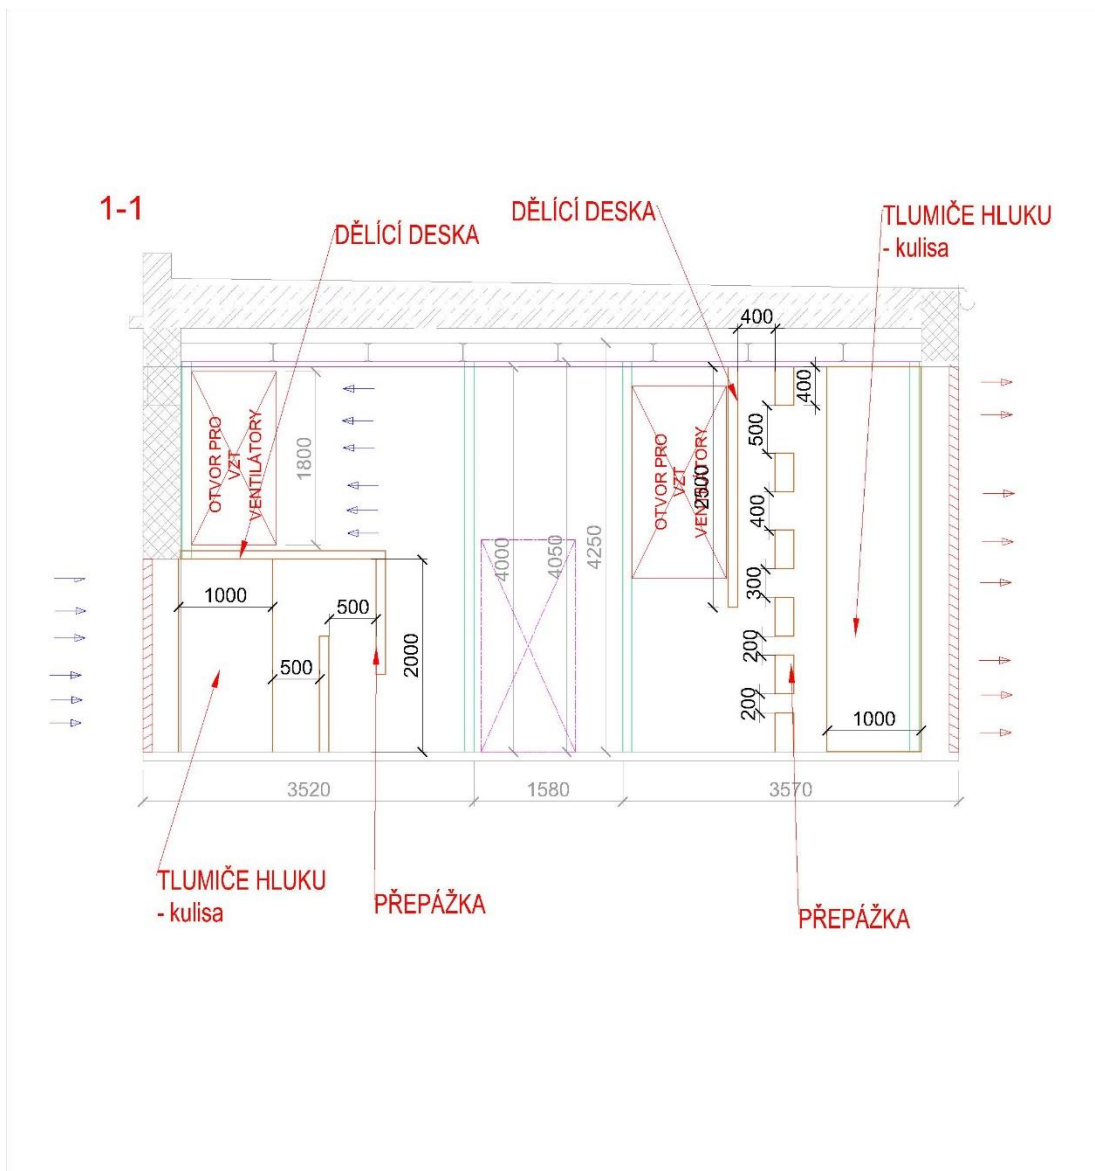 1-1
DĚLÍCÍ DESKA
DĚLÍCÍ DESKA
TLUMIČE HLUKU
- kulisa
400
400
500
400
300
200
200
OTVOR PRO
VZT
VENTILÁTORY
1800
OTVOR PRO
VZT
VENTILÁTORY
2500
4000
4050
4250
1000
500
500
2000
1000
3520
1580
3570
TLUMIČE HLUKU
- kulisa
PŘEPÁŽKA
PŘEPÁŽKA